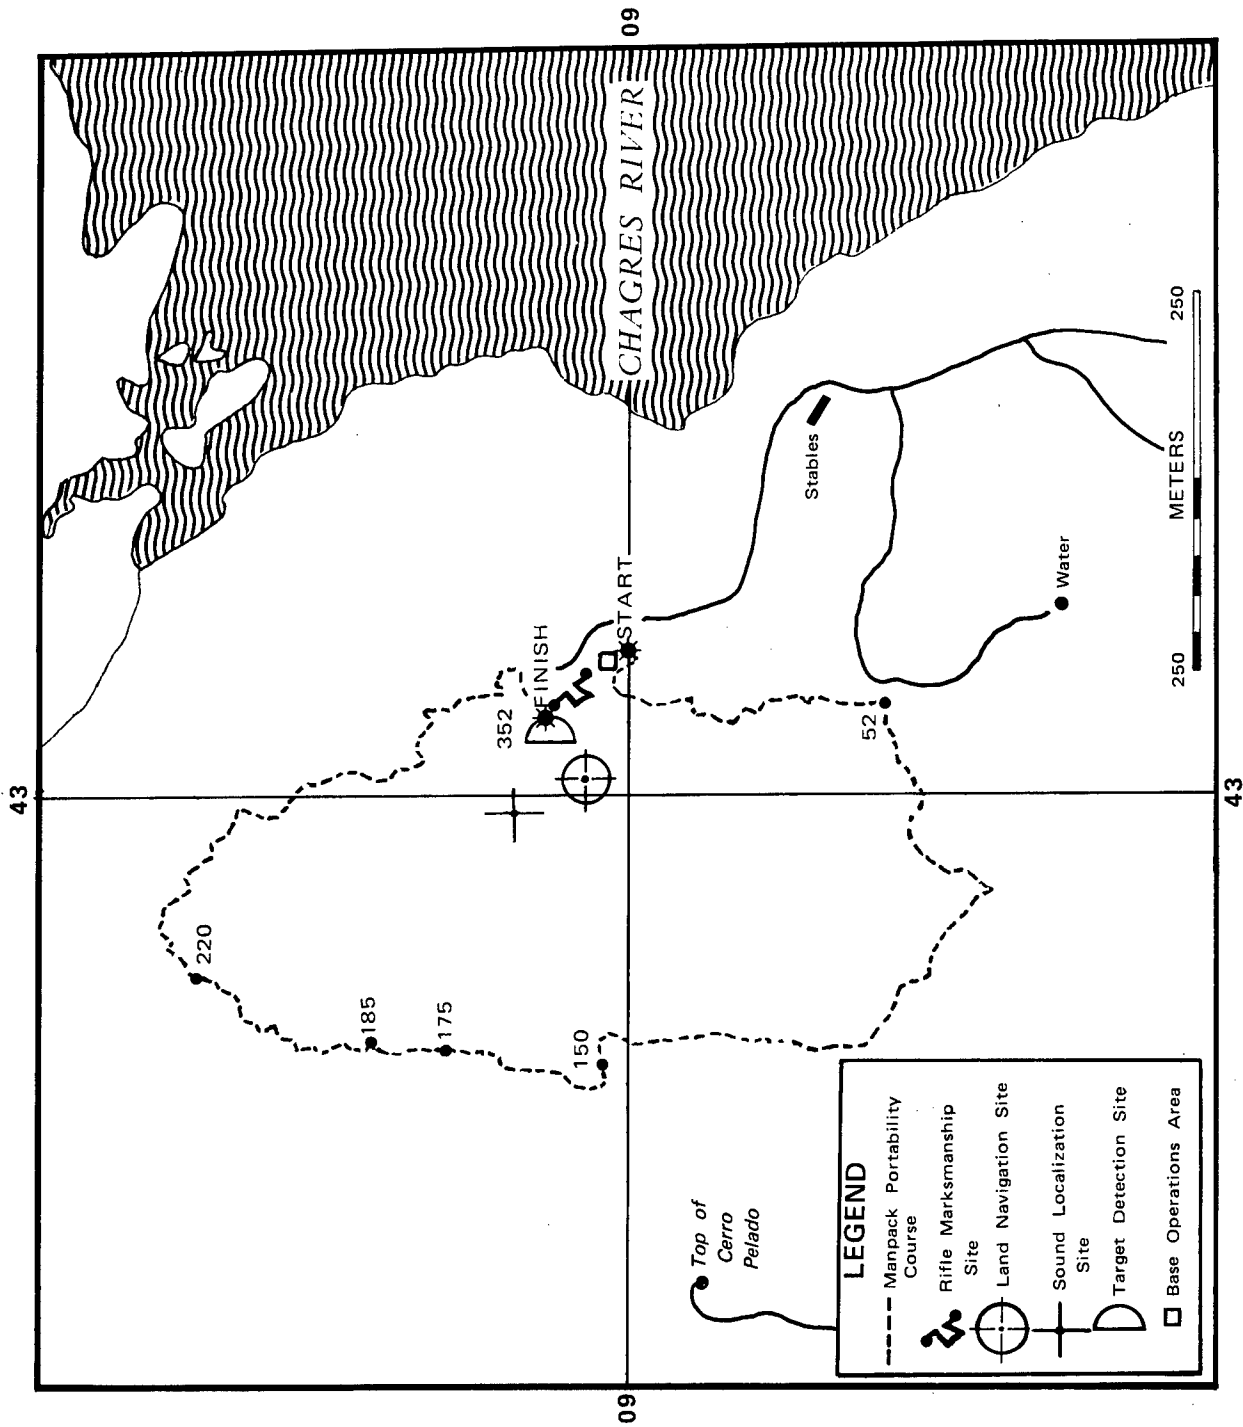 43
220
185
175
352
FINISH
150
09
START
CHAGRES RIVER
09
Top of
Cerro
Pelado
Stables
52
Water
250 METERS 250
LEGEND
Manpack Portability
Course
Rifle Marksmanship
Site
Land Navigation Site
Sound Localization
Site
Target Detection Site
Base Operations Area
43